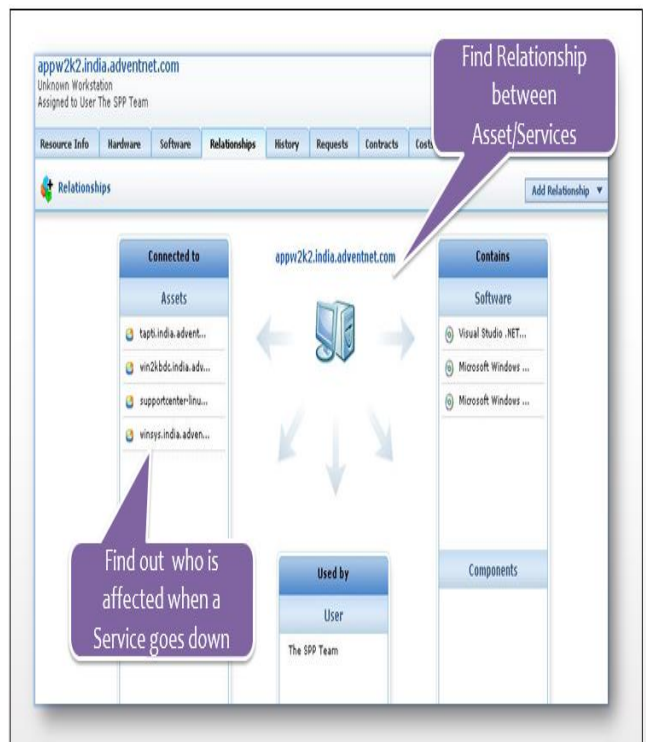 appw2k2.india.adventnet.com
Unknown Workstation
Assigned to User The SPP Team
Find Relationship
between
Asset/Services
Resource Info Hardware Software Relationships History Requests Contracts Costs
Relationships
Add Relationship
Connected to
Assets
tapti.india.advent...
win2kbdc.india.adv...
supportcenter-linu...
vinsys.india.adven...
appw2k2.india.adventnet.com
Contains
Software
Visual Studio .NET...
Microsoft Windows ...
Microsoft Windows ...
Components
Find out who is
affected when a
Service goes down
Used by
User
The SPP Team